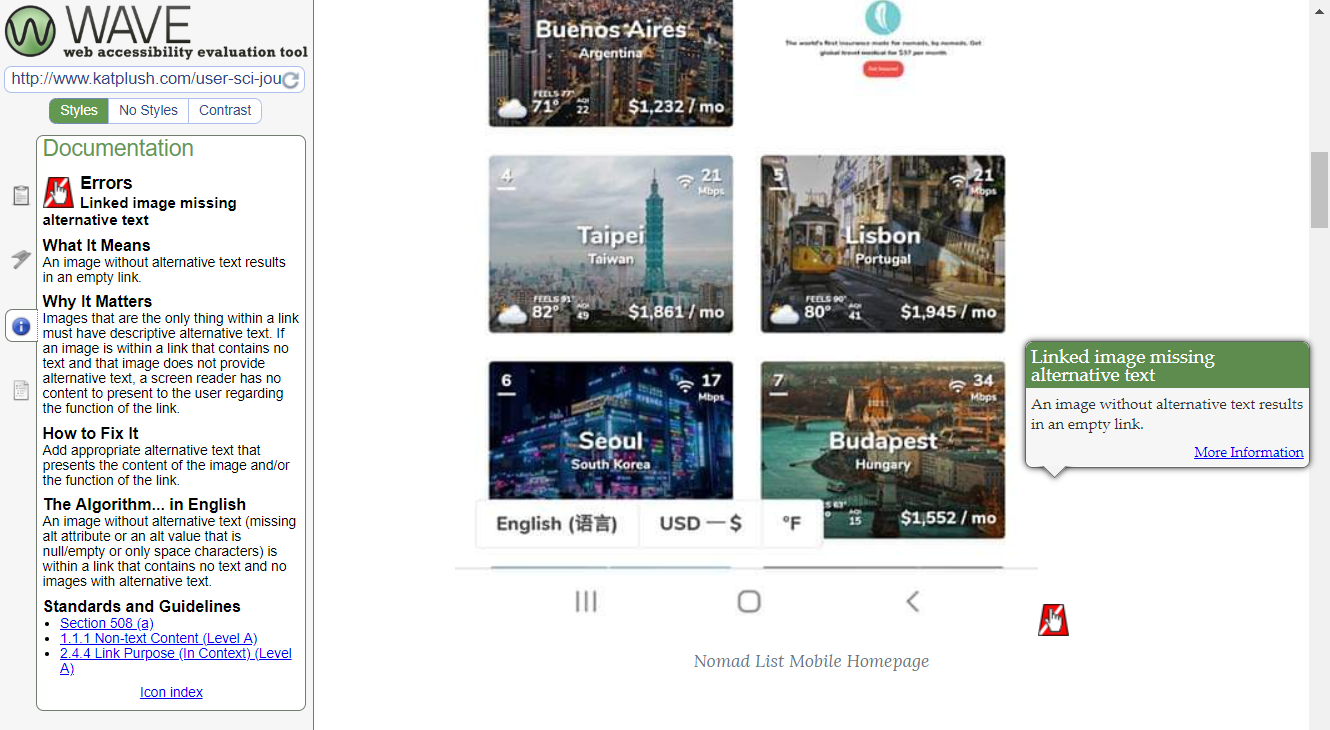 WAVE
web accessibility evaluation tool
http://www.katplush.com/user-sci-jou
Styles No Styles Contrast
Documentation
Errors
Linked image missing
alternative text
What It Means
An image without alternative text results
in an empty link.
Why It Matters
Images that are the only thing within a link
must have descriptive alternative text. If
an image is within a link that contains no
text and that image does not provide
alternative text, a screen reader has no
content to present to the user regarding
the function of the link.
How to Fix It
Add appropriate alternative text that
presents the content of the image and/or
the function of the link.
The Algorithm... in English
An image without alternative text (missing
alt attribute or an alt value that is
null/empty or only space characters) is
within a link that contains no text and no
images with alternative text.
Standards and Guidelines
Section 508 (a)
1.1.1 Non-text Content (Level A)
2.4.4 Link Purpose (In Context) (Level
A)
Icon index
Buenos Aires
Argentina
FEELS 77°
71°
AQI
22
$1,232 / mo
The world's first insurance made for nomads, by nomads. Get
global travel medical for $37 per month.
Get Insured
4
21
Mbps
Taipei
Taiwan
FEELS 91°
82°
AQI
49
$1,861 / mo
5
21
Mbps
Lisbon
Portugal
FEELS 90°
80°
AQI
41
$1,945 / mo
6
17
Mbps
Seoul
South Korea
7
34
Mbps
Budapest
Hungary
63°
AQI
15
$1,552 / mo
English (语言) USD — $ °F
Nomad List Mobile Homepage
Linked image missing
alternative text
An image without alternative text results
in an empty link.
More Information